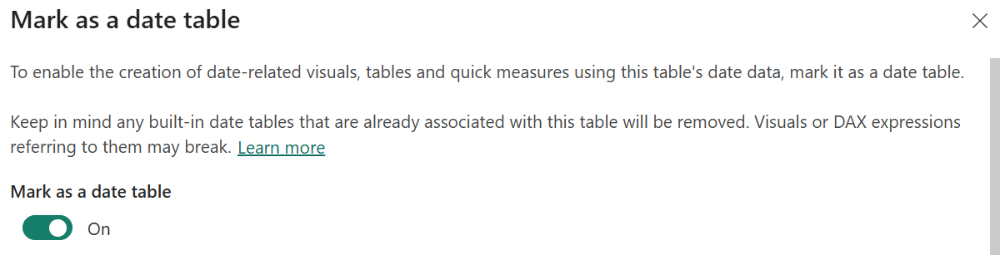 Mark as a date table
To enable the creation of date-related visuals, tables and quick measures using this table's date data, mark it as a date table.
Keep in mind any built-in date tables that are already associated with this table will be removed. Visuals or DAX expressions
referring to them may break. Learn more
Mark as a date table
On